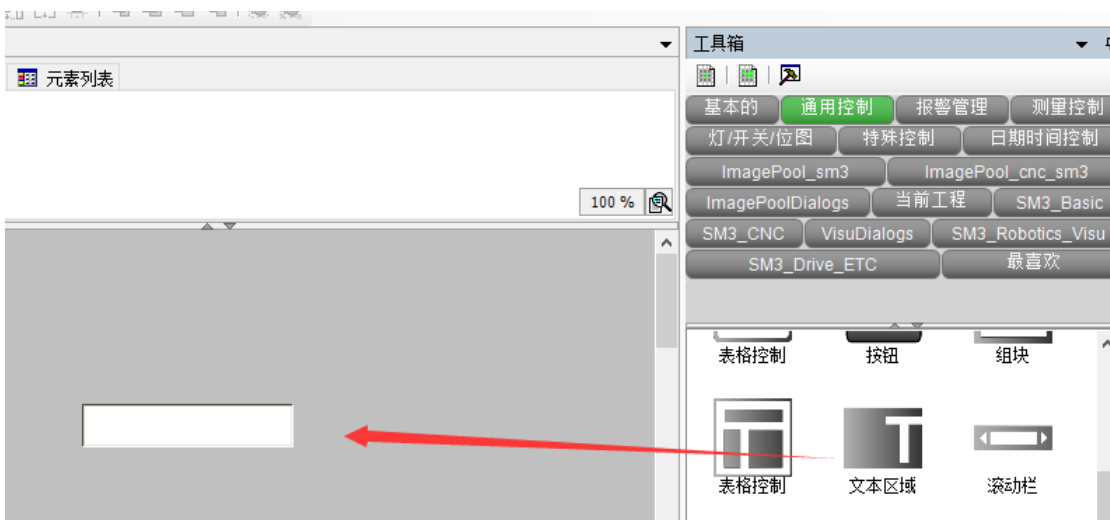 工具箱
元素列表
基本的 通用控制 报警管理 测量控制
灯/开关/位图 特殊控制 日期时间控制
ImagePool_sm3 ImagePool_cnc_sm3
100 % ImagePoolDialogs 当前工程 SM3_Basic
SM3_CNC VisuDialogs SM3_Robotics_Visu
SM3_Drive_ETC 最喜欢
表格控制 按钮 组块
表格控制 文本区域 滚动栏